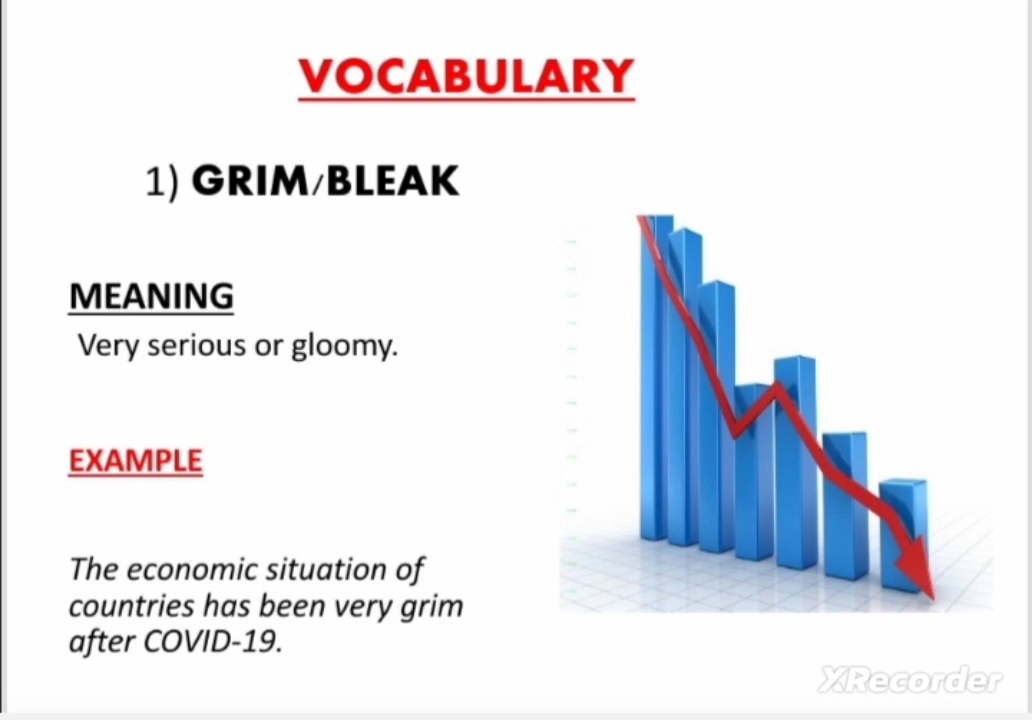 VOCABULARY
1) GRIM/BLEAK
MEANING
Very serious or gloomy.
EXAMPLE
The economic situation of
countries has been very grim
after COVID-19.
XRecorder